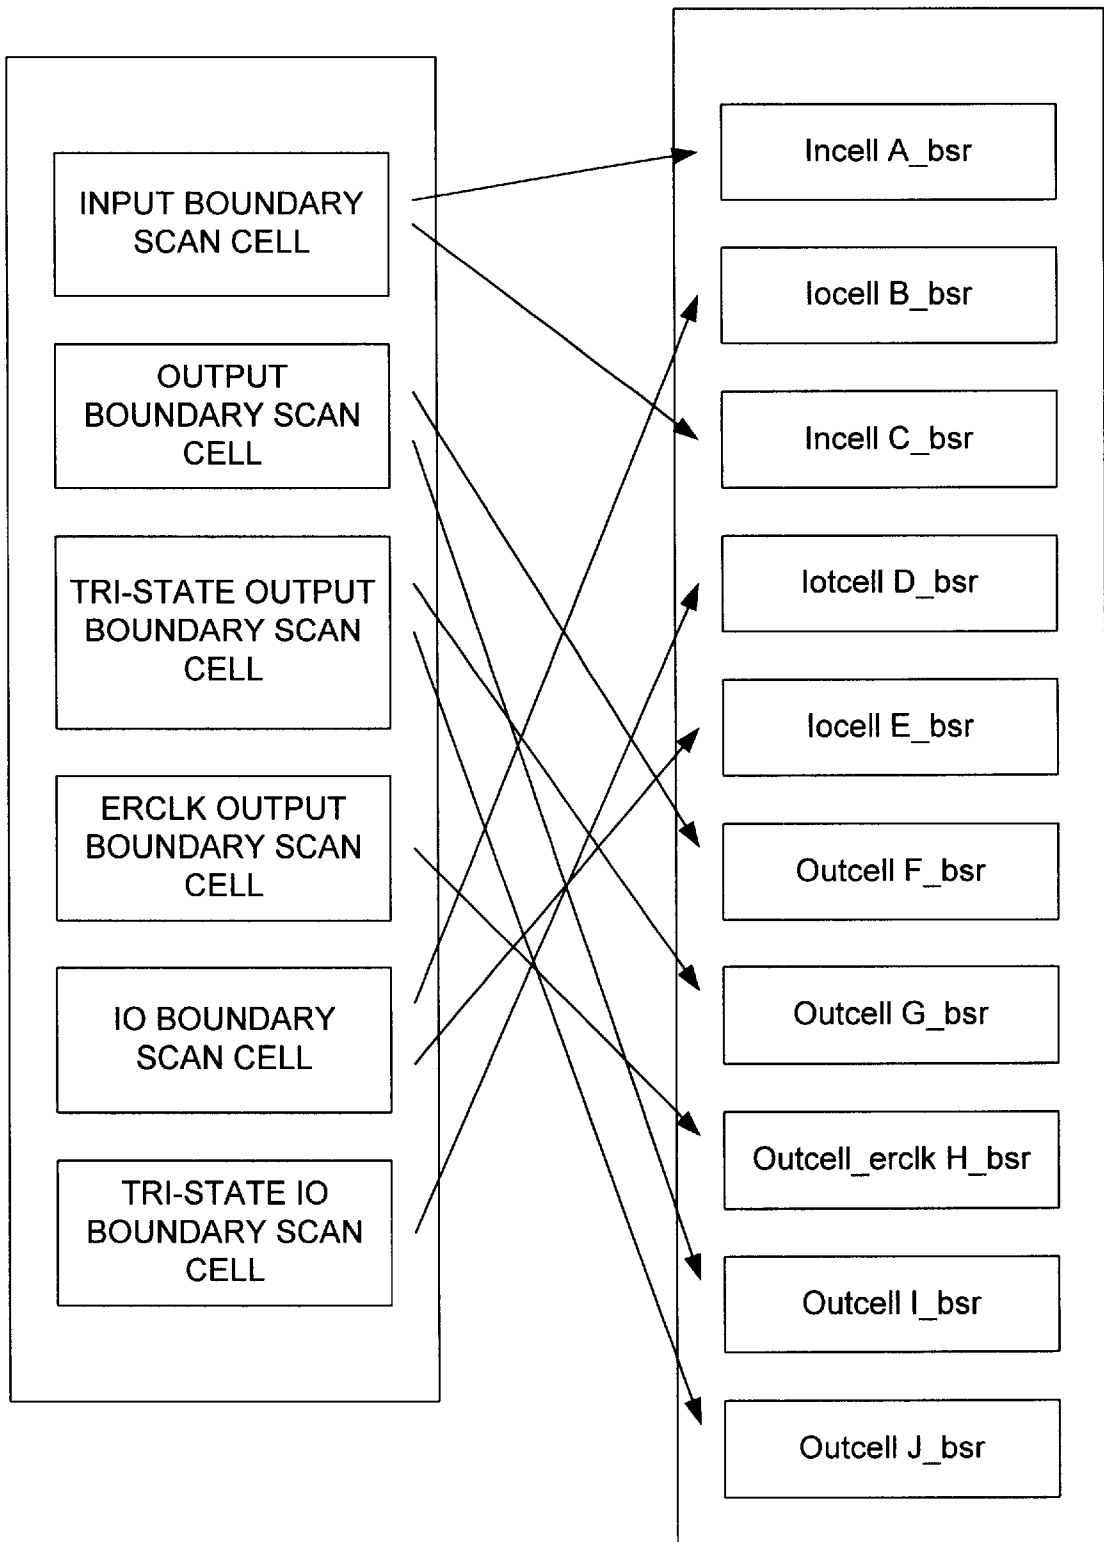 INPUT BOUNDARY
SCAN CELL
OUTPUT
BOUNDARY SCAN
CELL
TRI-STATE OUTPUT
BOUNDARY SCAN
CELL
ERCLK OUTPUT
BOUNDARY SCAN
CELL
IO BOUNDARY
SCAN CELL
TRI-STATE IO
BOUNDARY SCAN
CELL
Incell A_bsr
Iocell B_bsr
Incell C_bsr
Iotcell D_bsr
Iocell E_bsr
Outcell F_bsr
Outcell G_bsr
Outcell_erclk H_bsr
Outcell I_bsr
Outcell J_bsr